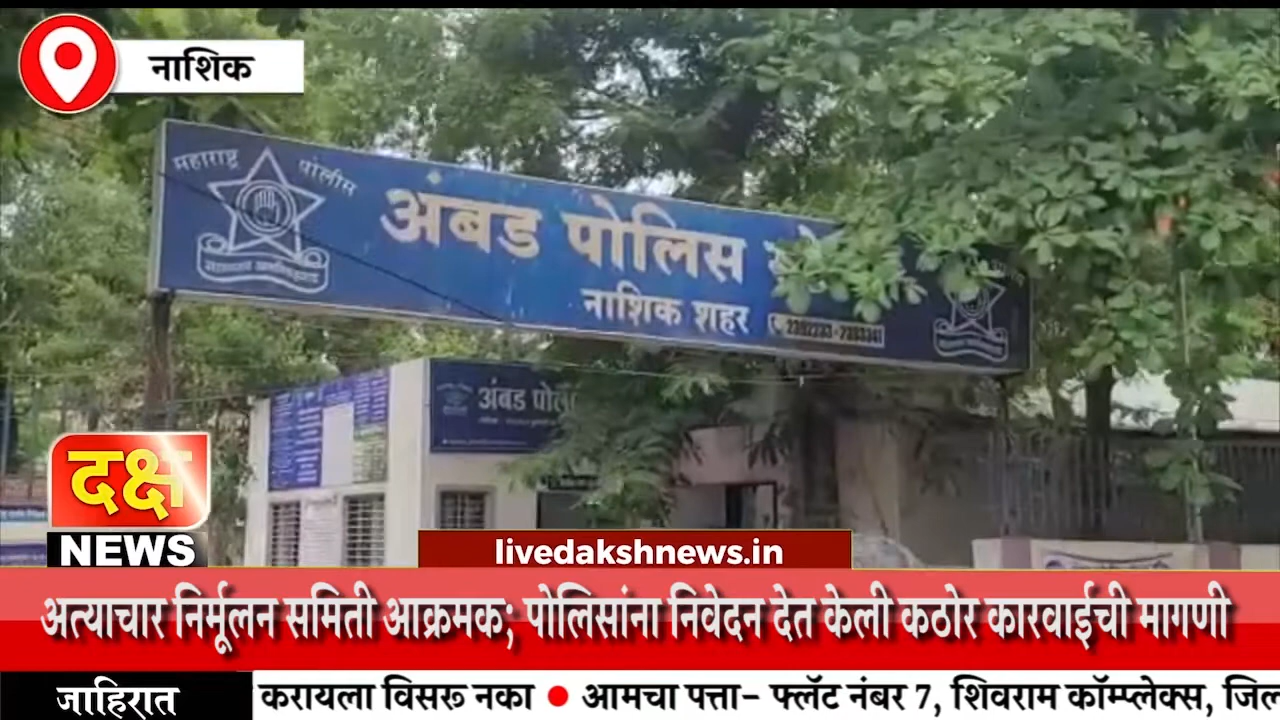 नाशिक
महाराष्ट्र पोलीस
अंबड पोलिस
नाशिक शहर
अंबड
दक्ष
NEWS
livedakshnews.in
अत्याचार निर्मूलन समिती आक्रमक; पोलिसांना निवेदन देत केली कठोर कारवाईची मागणी
जाहिरात
करायला विसरू नका ● आमचा पत्ता– फ्लॅट नंबर 7, शिवराम कॉम्प्लेक्स, जिल